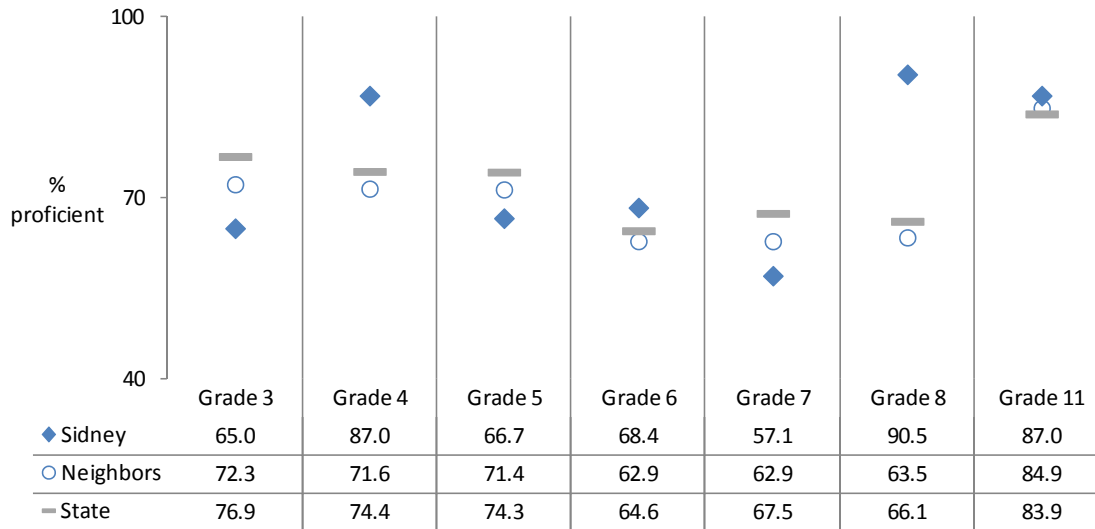 100
70
%
proficient
40
Grade 3 Grade 4 Grade 5 Grade 6 Grade 7 Grade 8 Grade 11
Sidney 65.0 87.0 66.7 68.4 57.1 90.5 87.0
Neighbors 72.3 71.6 71.4 62.9 62.9 63.5 84.9
State 76.9 74.4 74.3 64.6 67.5 66.1 83.9